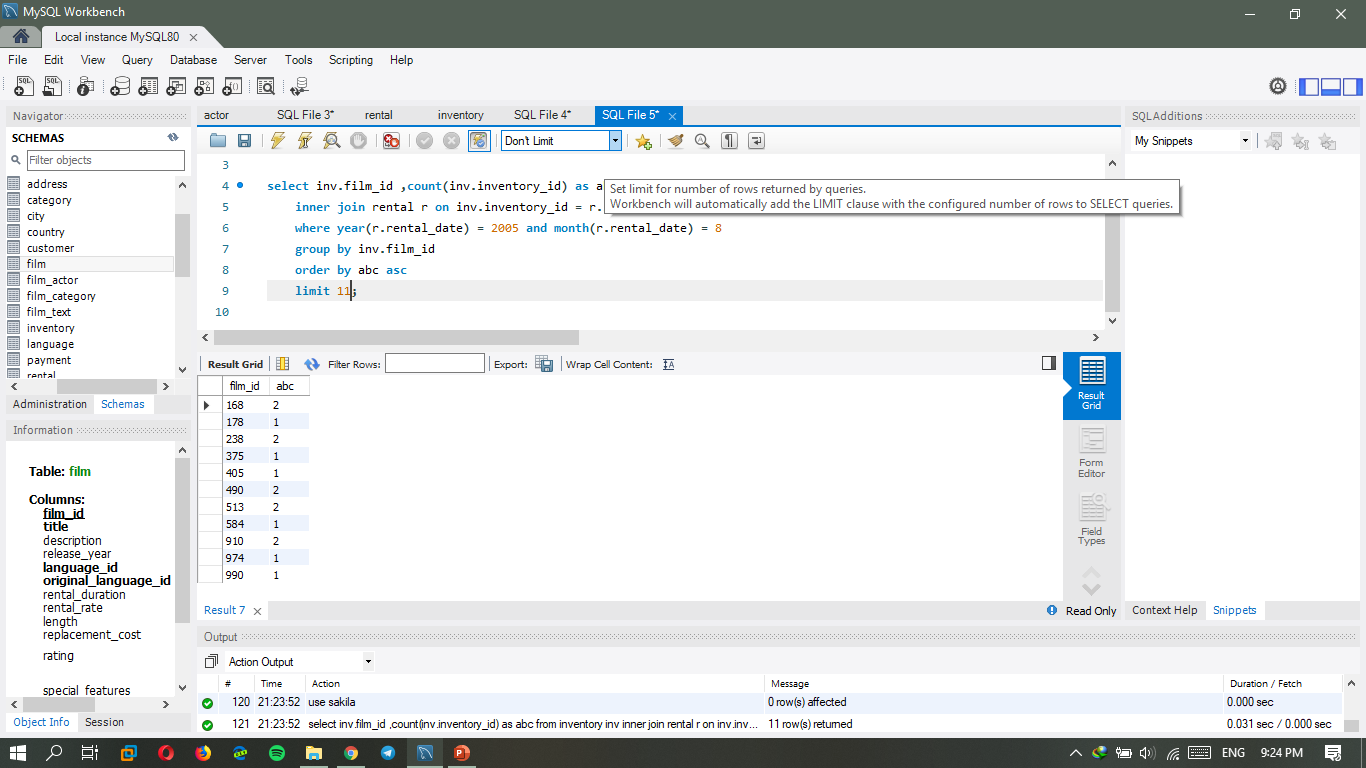 MySQL Workbench
Local instance MySQL80
File Edit View Query Database Server Tools Scripting Help
Navigator
SCHEMAS
Filter objects
address
category
city
country
customer
film
film_actor
film_category
film_text
inventory
language
payment
rental
Administration Schemas
Information
Table: film
Columns:
film_id
title
description
release_year
language_id
original_language_id
rental_duration
rental_rate
length
replacement_cost
rating
special_features
Object Info Session
actor SQL File 3* rental inventory SQL File 4* SQL File 5*
Don't Limit
3
4 select inv.film_id ,count(inv.inventory_id) as a
5 inner join rental r on inv.inventory_id = r.
6 where year(r.rental_date) = 2005 and month(r.rental_date) = 8
7 group by inv.film_id
8 order by abc asc
9 limit 11;
10
Set limit for number of rows returned by queries.
Workbench will automatically add the LIMIT clause with the configured number of rows to SELECT queries.
Result Grid Filter Rows: Export: Wrap Cell Content:
film_id abc
168 2
178 1
238 2
375 1
405 1
490 2
513 2
584 1
910 2
974 1
990 1
Result Grid
Form Editor
Field Types
Result 7
Read Only
SQLAdditions
My Snippets
Context Help Snippets
Output
Action Output
# Time Action Message Duration / Fetch
120 21:23:52 use sakila 0 row(s) affected 0.000 sec
121 21:23:52 select inv.film_id ,count(inv.inventory_id) as abc from inventory inv inner join rental r on inv.inv... 11 row(s) returned 0.031 sec / 0.000 sec
ENG 9:24 PM